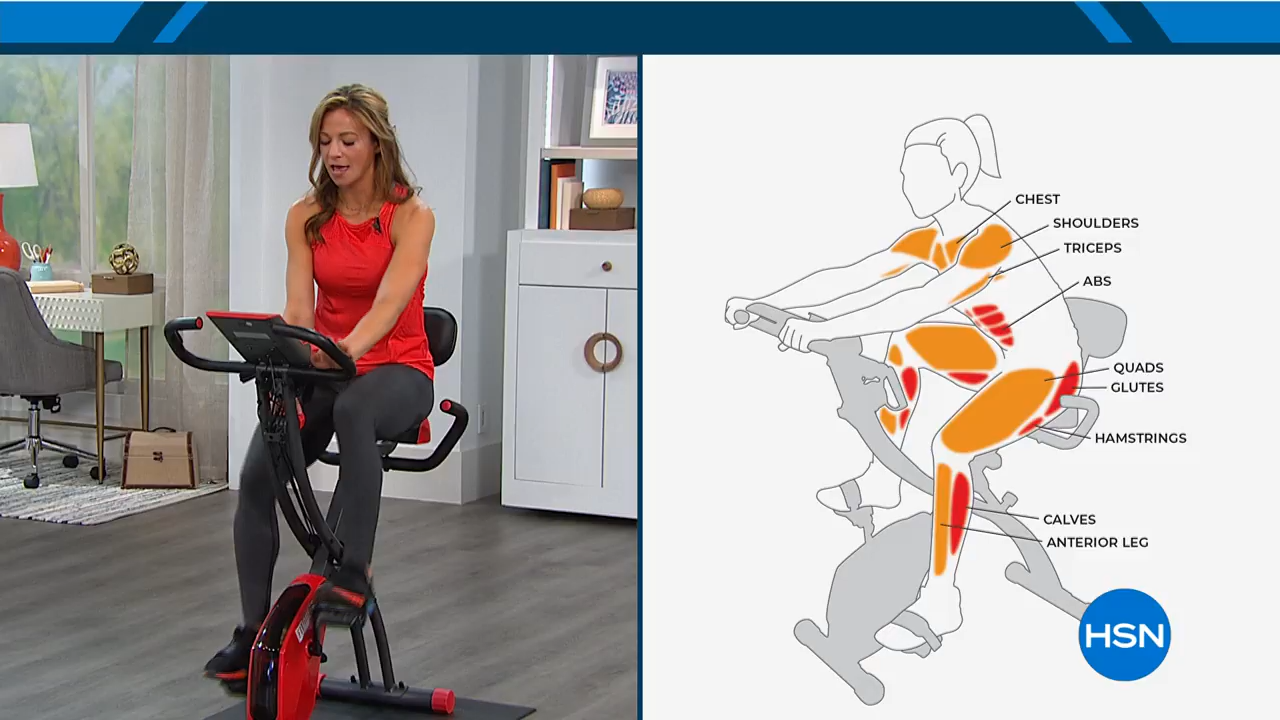 CHEST
SHOULDERS
TRICEPS
ABS
QUADS
GLUTES
HAMSTRINGS
CALVES
ANTERIOR LEG
HSN